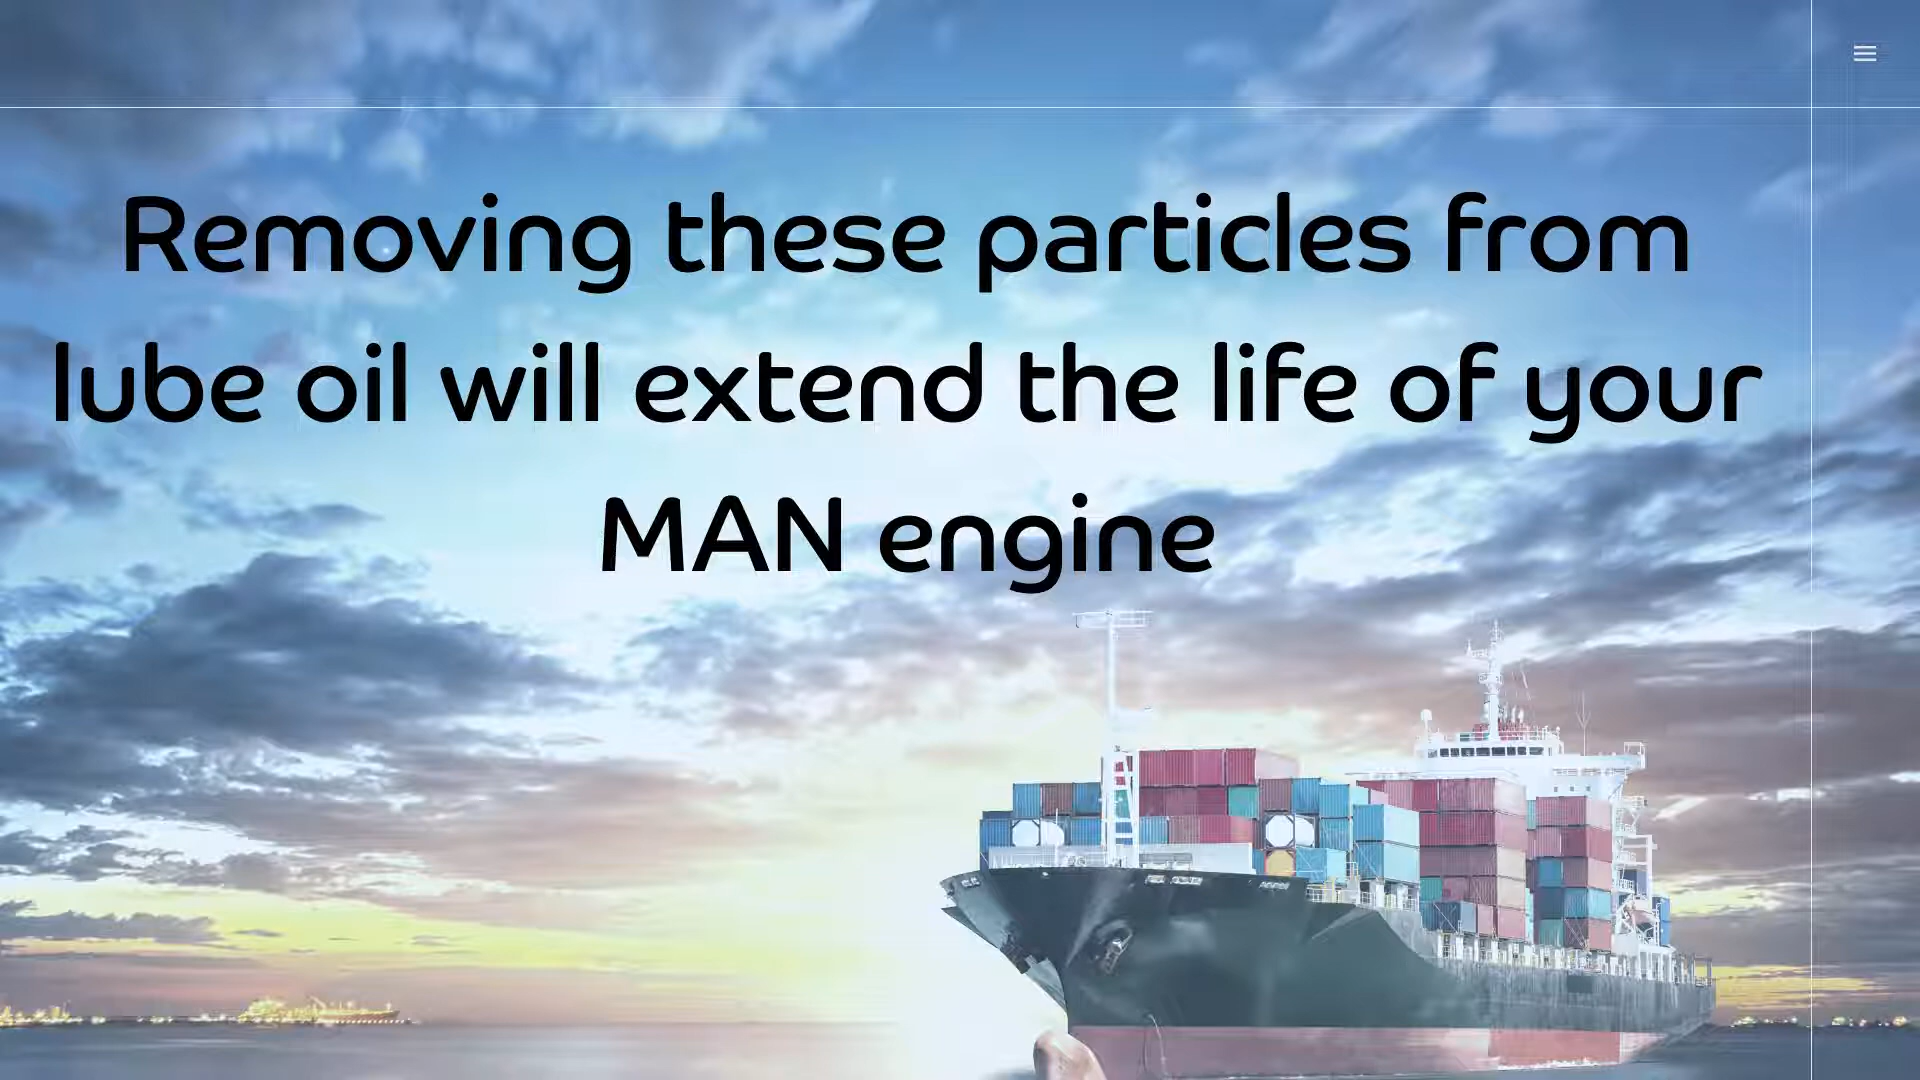 Removing these particles from
lube oil will extend the life of your
MAN engine